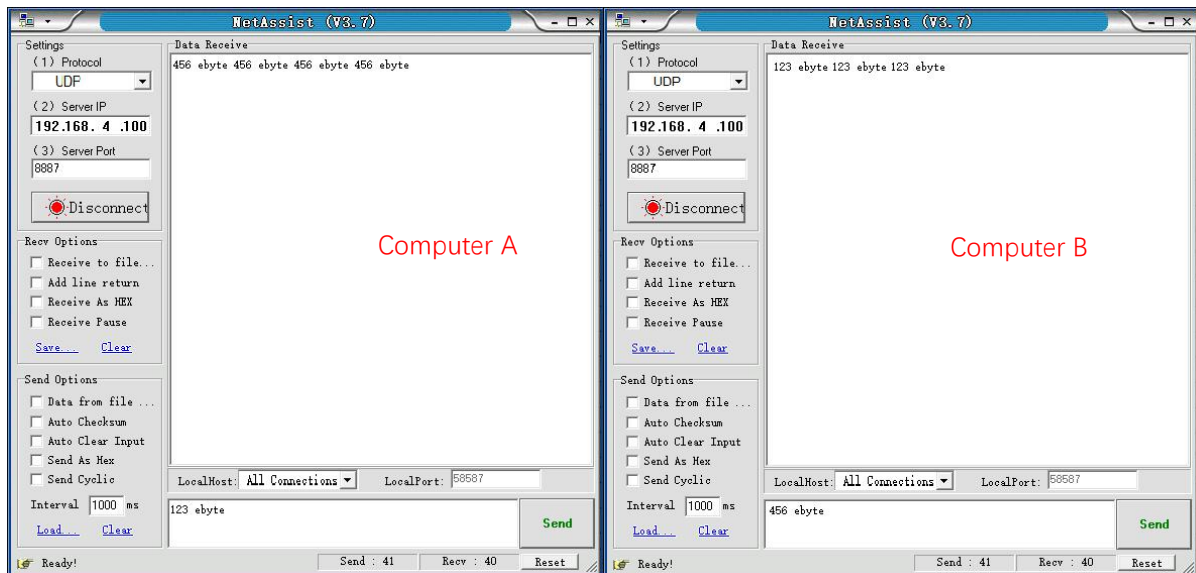 NetAssist (V3.7)
Settings
(1) Protocol
UDP
(2) Server IP
192.168. 4 .100
(3) Server Port
8887
Disconnect
Recv Options
Receive to file...
Add line return
Receive As HEX
Receive Pause
Save... Clear
Send Options
Data from file ...
Auto Checksum
Auto Clear Input
Send As Hex
Send Cyclic
Interval 1000 ms
Load... Clear
Data Receive
456 ebyte 456 ebyte 456 ebyte 456 ebyte
Computer A
LocalHost: All Connections LocalPort: 58587
123 ebyte
Send
Ready!
Send : 41 Recv : 40 Reset
NetAssist (V3.7)
Settings
(1) Protocol
UDP
(2) Server IP
192.168. 4 .100
(3) Server Port
8887
Disconnect
Recv Options
Receive to file...
Add line return
Receive As HEX
Receive Pause
Save... Clear
Send Options
Data from file ...
Auto Checksum
Auto Clear Input
Send As Hex
Send Cyclic
Interval 1000 ms
Load... Clear
Data Receive
123 ebyte 123 ebyte 123 ebyte
Computer B
LocalHost: All Connections LocalPort: 58587
456 ebyte
Send
Ready!
Send : 41 Recv : 40 Reset